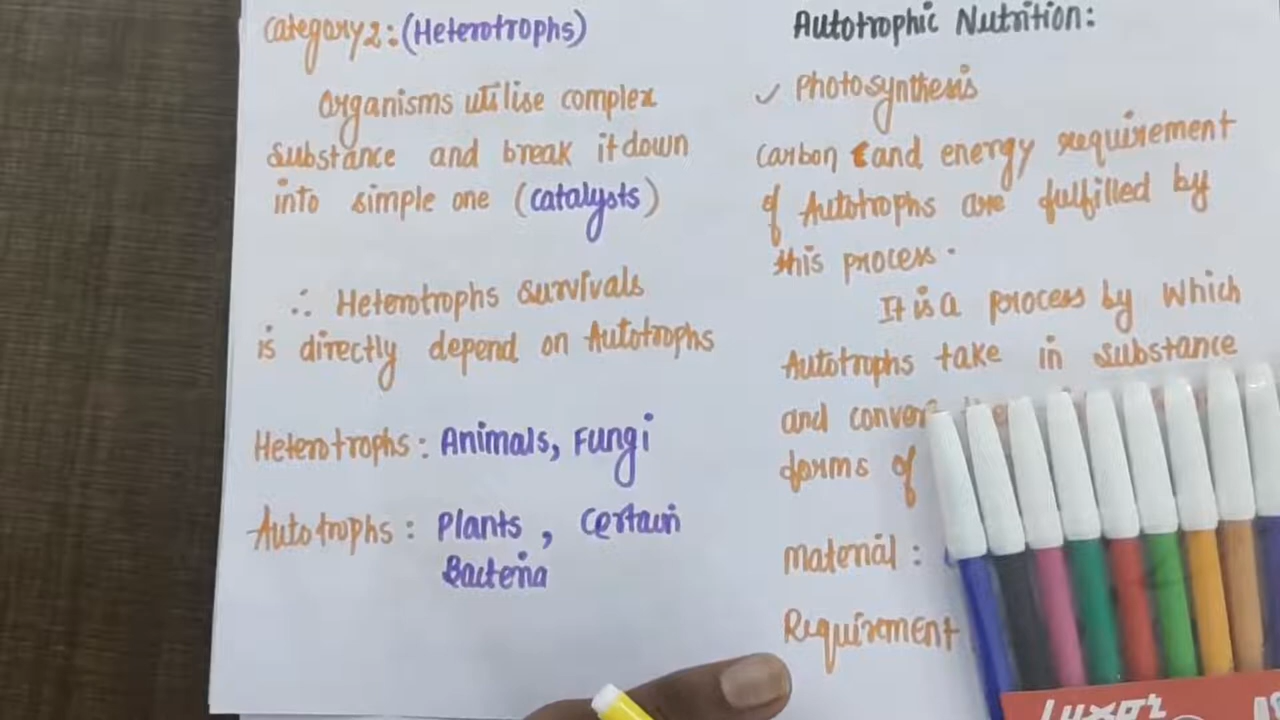 Category 2: (Heterotrophs)
Organisms utilise complex
substance and break it down
into simple one (catalysts)
∴ Heterotrophs survivals
is directly depend on Autotrophs
Heterotrophs: Animals, Fungi
Autotrophs: Plants, Certain
Bacteria
Autotrophic Nutrition:
✓ Photosynthesis
carbon and energy requirement
of Autotrophs are fulfilled by
this process.
It is a process by which
Autotrophs take in substance
and
forms of
Material:
Requirement
Luxor